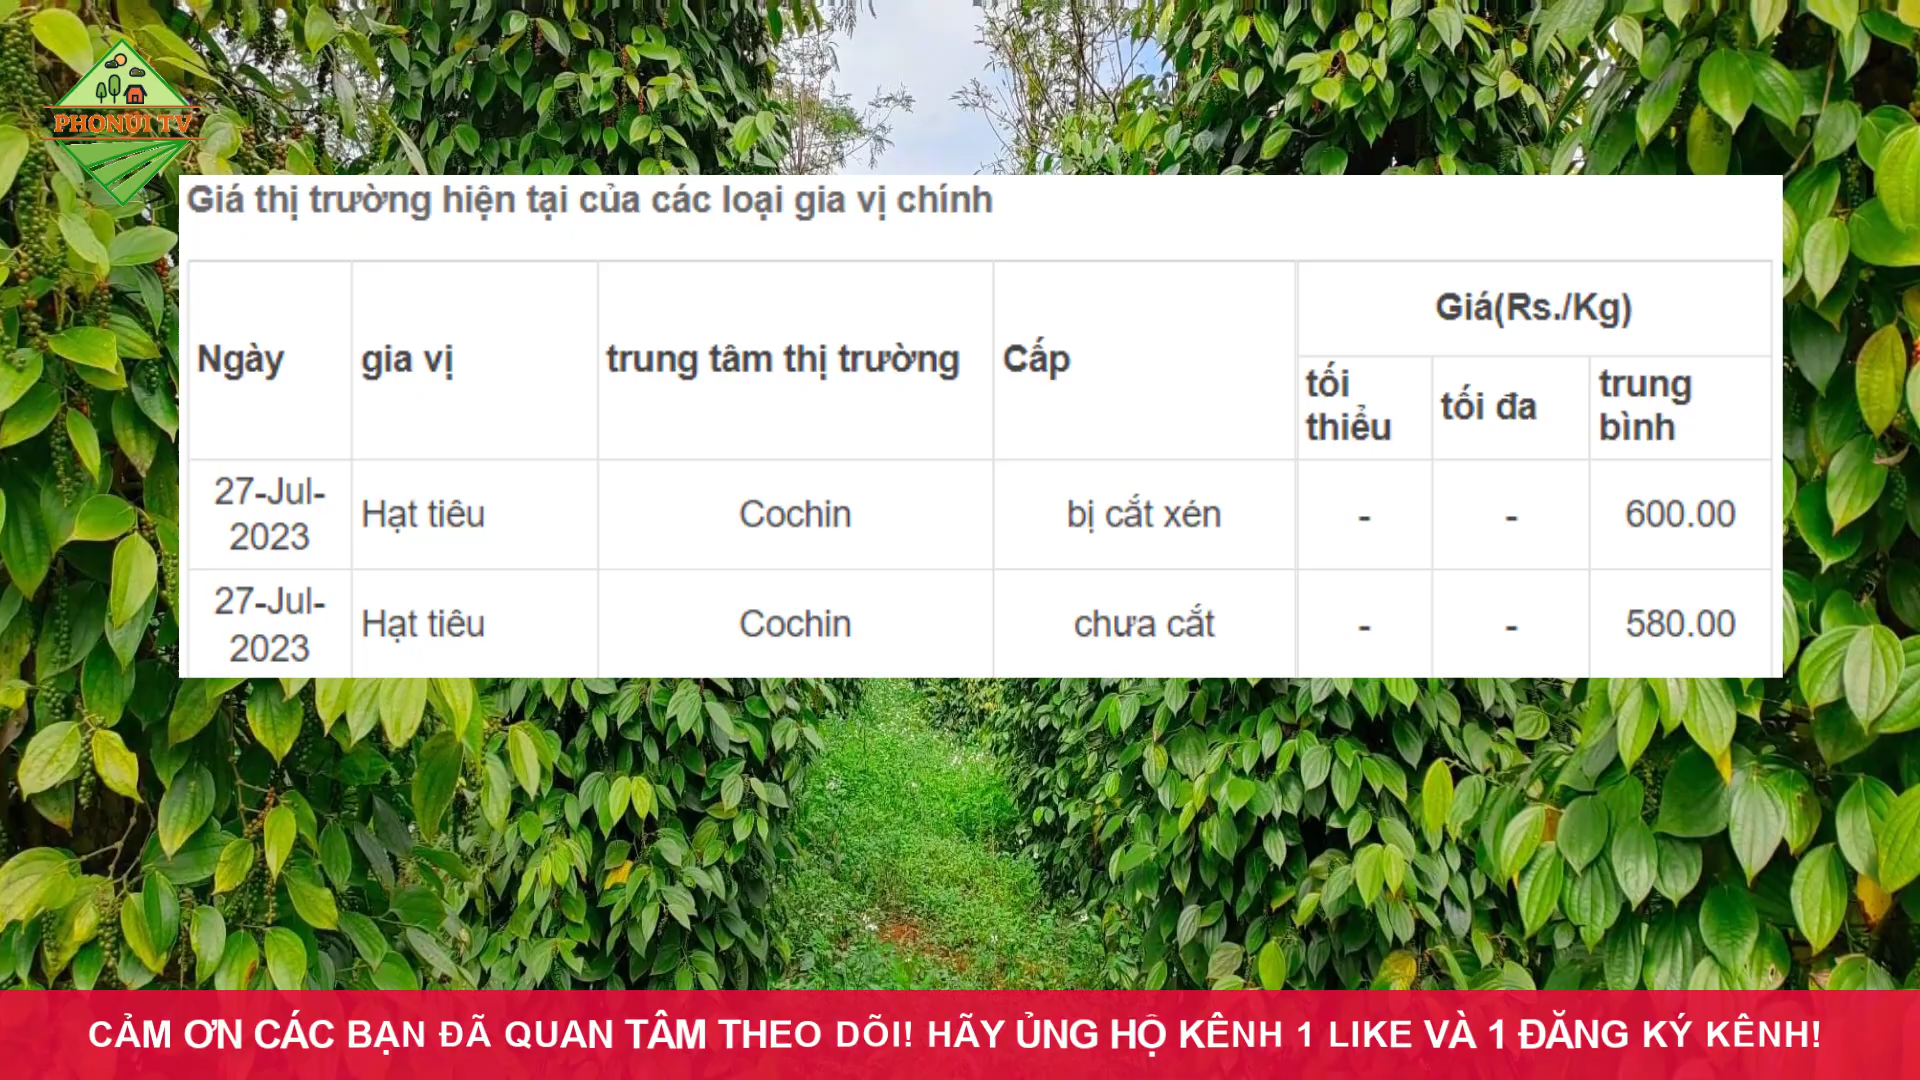 PHONUI TV
Giá thị trường hiện tại của các loại gia vị chính
Ngày gia vị trung tâm thị trường Cấp Giá(Rs./Kg)
tối thiểu tối đa trung bình
27-Jul-2023 Hạt tiêu Cochin bị cắt xén - - 600.00
27-Jul-2023 Hạt tiêu Cochin chưa cắt - - 580.00
CẢM ƠN CÁC BẠN ĐÃ QUAN TÂM THEO DÕI! HÃY ỦNG HỘ KÊNH 1 LIKE VÀ 1 ĐĂNG KÝ KÊNH!